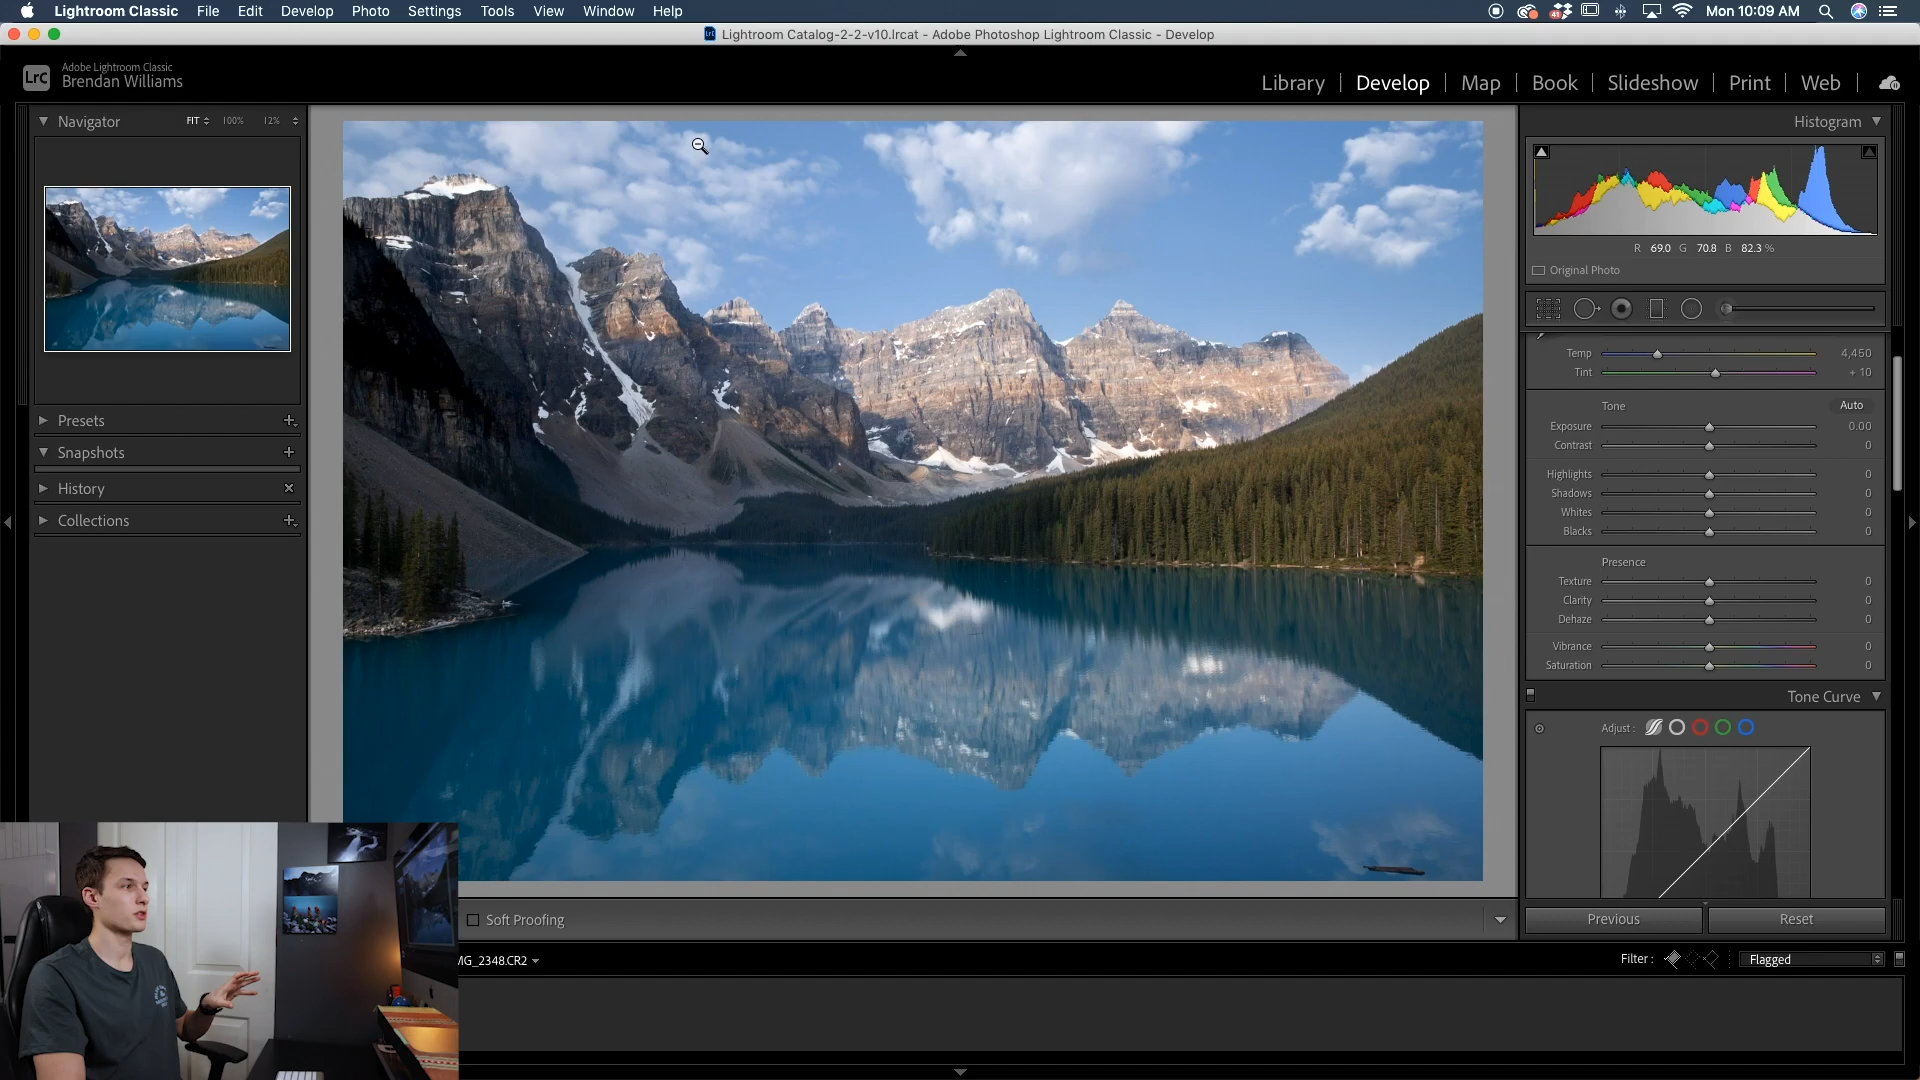 Lightroom Classic File Edit Develop Photo Settings Tools View Window Help 41 Mon 10:09 AM
LrC Lightroom Catalog-2-2-v10.lrcat - Adobe Photoshop Lightroom Classic - Develop
LrC Adobe Lightroom Classic
Brendan Williams
Library Develop Map Book Slideshow Print Web
Navigator FIT 100% 12%
Presets
Snapshots
History
Collections
Histogram
R 69.0 G 70.8 B 82.3 %
Original Photo
Temp 4,450
Tint + 10
Tone Auto
Exposure 0.00
Contrast 0
Highlights 0
Shadows 0
Whites 0
Blacks 0
Presence
Texture 0
Clarity 0
Dehaze 0
Vibrance 0
Saturation 0
Tone Curve
Adjust :
Soft Proofing
Previous Reset
MG_2348.CR2
Filter : Flagged